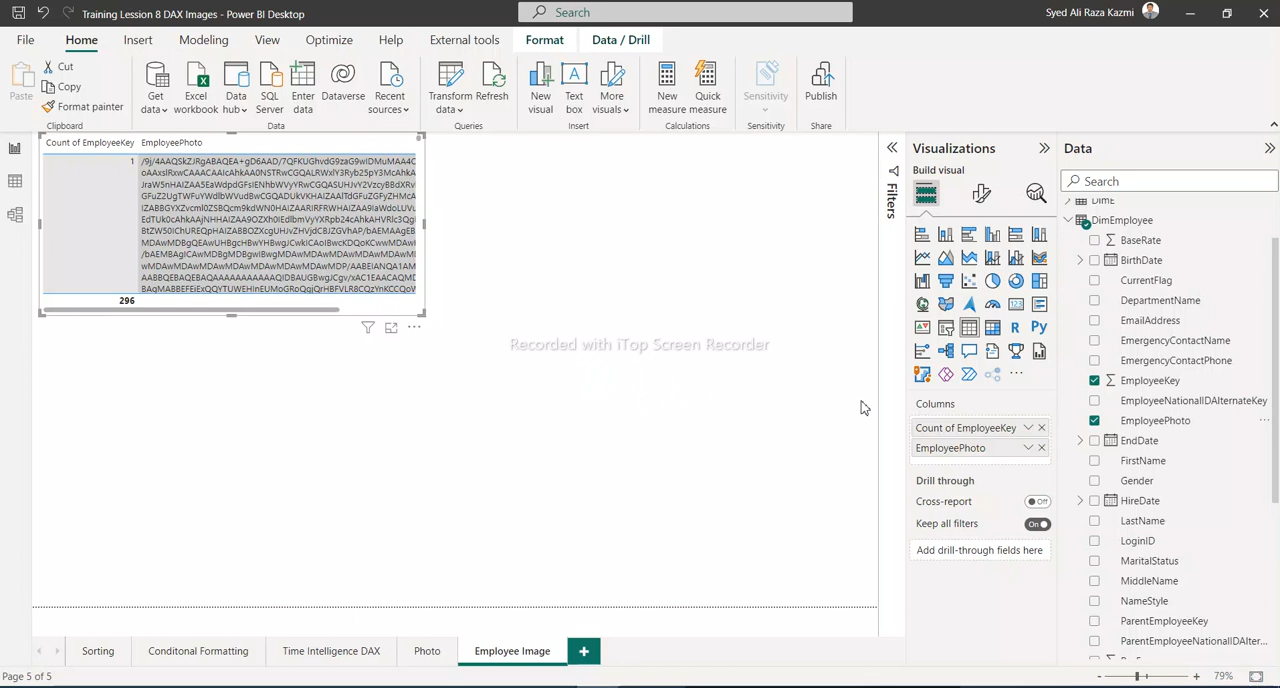 Training Lession 8 DAX Images - Power BI Desktop
Search
Syed Ali Raza Kazmi
File
Home
Insert
Modeling
View
Optimize
Help
External tools
Format
Data / Drill
Paste
Cut
Copy
Format painter
Clipboard
Get data
Excel workbook
Data hub
SQL Server
Enter data
Dataverse
Recent sources
Data
Transform data
Refresh
Queries
New visual
Text box
More visuals
Insert
New measure
Quick measure
Calculations
Sensitivity
Sensitivity
Publish
Share
Count of EmployeeKey EmployeePhoto
1
296
Recorded with iTop Screen Recorder
Filters
Visualizations
Build visual
R
Py
Columns
Count of EmployeeKey
EmployeePhoto
Drill through
Cross-report
Off
Keep all filters
On
Add drill-through fields here
Data
Search
DimEmployee
BaseRate
BirthDate
CurrentFlag
DepartmentName
EmailAddress
EmergencyContactName
EmergencyContactPhone
EmployeeKey
EmployeeNationalIDAlternateKey
EmployeePhoto
EndDate
FirstName
Gender
HireDate
LastName
LoginID
MaritalStatus
MiddleName
NameStyle
ParentEmployeeKey
ParentEmployeeNationalIDAlter...
Sorting
Conditonal Formatting
Time Intelligence DAX
Photo
Employee Image
Page 5 of 5
79%